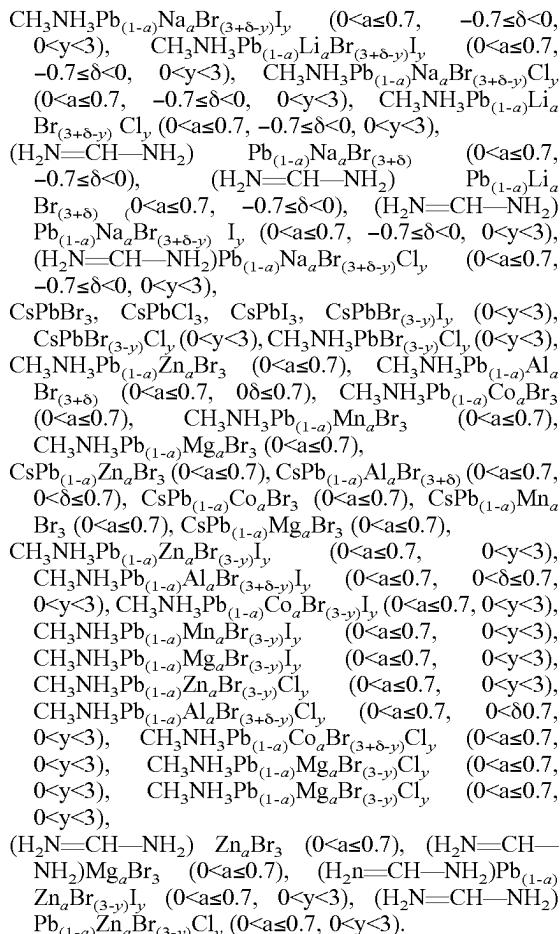 CH₃NH₃Pb₍₁₋ₐ₎NaₐBr₍₃₊δ₋y₎Iy (0<a≤0.7, −0.7≤δ<0,
0<y<3), CH₃NH₃Pb₍₁₋ₐ₎LiₐBr₍₃₊δ₋y₎Iy (0<a≤0.7,
−0.7≤δ<0, 0<y<3), CH₃NH₃Pb₍₁₋ₐ₎NaₐBr₍₃₊δ₋y₎Cly
(0<a≤0.7, −0.7≤δ<0, 0<y<3), CH₃NH₃Pb₍₁₋ₐ₎Liₐ
Br₍₃₊δ₋y₎ Cly (0<a≤0.7, −0.7≤δ<0, 0<y<3),
(H₂N=CH—NH₂) Pb₍₁₋ₐ₎NaₐBr₍₃₊δ₎ (0<a≤0.7,
−0.7≤δ<0), (H₂N=CH—NH₂) Pb₍₁₋ₐ₎Liₐ
Br₍₃₊δ₎ (0<a≤0.7, −0.7≤δ<0), (H₂N=CH—NH₂)
Pb₍₁₋ₐ₎NaₐBr₍₃₊δ₋y₎ Iy (0<a≤0.7, −0.7≤δ<0, 0<y<3),
(H₂N=CH—NH₂)Pb₍₁₋ₐ₎NaₐBr₍₃₊δ₋y₎Cly (0<a≤0.7,
−0.7≤δ<0, 0<y<3),
CsPbBr₃, CsPbCl₃, CsPbI₃, CsPbBr₍₃₋y₎Iy (0<y<3),
CsPbBr₍₃₋y₎Cly (0<y<3), CH₃NH₃PbBr₍₃₋y₎Cly (0<y<3),
CH₃NH₃Pb₍₁₋ₐ₎ZnₐBr₃ (0<a≤0.7), CH₃NH₃Pb₍₁₋ₐ₎Alₐ
Br₍₃₊δ₎ (0<a≤0.7, 0δ≤0.7), CH₃NH₃Pb₍₁₋ₐ₎CoₐBr₃
(0<a≤0.7), CH₃NH₃Pb₍₁₋ₐ₎MnₐBr₃ (0<a≤0.7),
CH₃NH₃Pb₍₁₋ₐ₎MgₐBr₃ (0<a≤0.7),
CsPb₍₁₋ₐ₎ZnₐBr₃ (0<a≤0.7), CsPb₍₁₋ₐ₎AlₐBr₍₃₊δ₎ (0<a≤0.7,
0<δ≤0.7), CsPb₍₁₋ₐ₎CoₐBr₃ (0<a≤0.7), CsPb₍₁₋ₐ₎Mnₐ
Br₃ (0<a≤0.7), CsPb₍₁₋ₐ₎MgₐBr₃ (0<a≤0.7),
CH₃NH₃Pb₍₁₋ₐ₎ZnₐBr₍₃₋y₎Iy (0<a≤0.7, 0<y<3),
CH₃NH₃Pb₍₁₋ₐ₎AlₐBr₍₃₊δ₋y₎Iy (0<a≤0.7, 0<δ≤0.7,
0<y<3), CH₃NH₃Pb₍₁₋ₐ₎CoₐBr₍₃₋y₎Iy (0<a≤0.7, 0<y<3),
CH₃NH₃Pb₍₁₋ₐ₎MnₐBr₍₃₋y₎Iy (0<a≤0.7, 0<y<3),
CH₃NH₃Pb₍₁₋ₐ₎MgₐBr₍₃₋y₎Iy (0<a≤0.7, 0<y<3),
CH₃NH₃Pb₍₁₋ₐ₎ZnₐBr₍₃₋y₎Cly (0<a≤0.7, 0<y<3),
CH₃NH₃Pb₍₁₋ₐ₎AlₐBr₍₃₊δ₋y₎Cly (0<a≤0.7, 0<δ0.7,
0<y<3), CH₃NH₃Pb₍₁₋ₐ₎CoₐBr₍₃₊δ₋y₎Cly (0<a≤0.7,
0<y<3), CH₃NH₃Pb₍₁₋ₐ₎MgₐBr₍₃₋y₎Cly (0<a≤0.7,
0<y<3), CH₃NH₃Pb₍₁₋ₐ₎MgₐBr₍₃₋y₎Cly (0<a≤0.7,
0<y<3),
(H₂N=CH—NH₂) ZnₐBr₃ (0<a≤0.7), (H₂N=CH—
NH₂)MgₐBr₃ (0<a≤0.7), (H₂n=CH—NH₂)Pb₍₁₋ₐ₎
ZnₐBr₍₃₋y₎Iy (0<a≤0.7, 0<y<3), (H₂N=CH—NH₂)
Pb₍₁₋ₐ₎ZnₐBr₍₃₋y₎Cly (0<a≤0.7, 0<y<3).